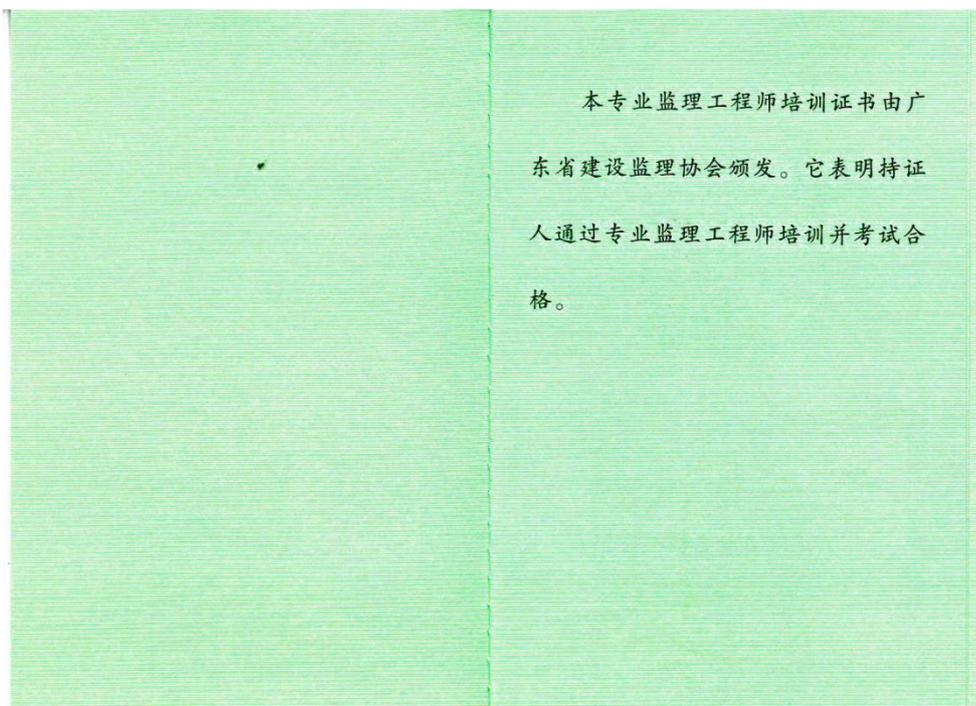 本专业监理工程师培训证书由广
东省建设监理协会颁发。它表明持证
人通过专业监理工程师培训并考试合
格。